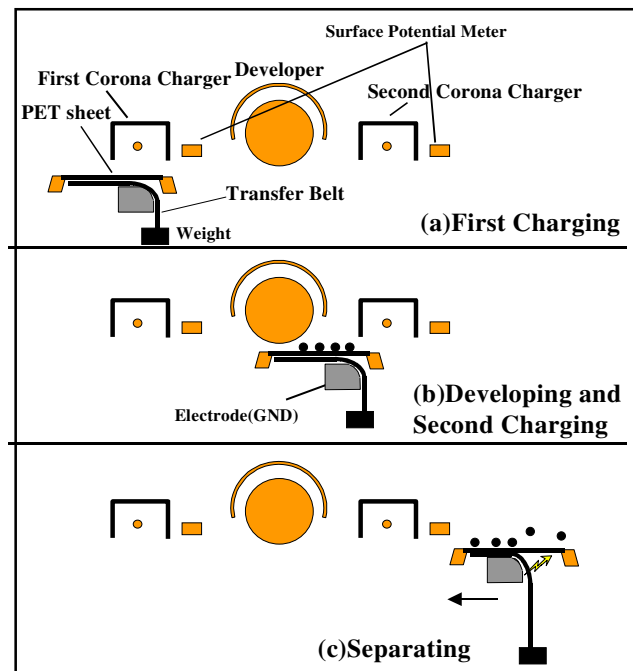 Surface Potential Meter
First Corona Charger
Developer
Second Corona Charger
PET sheet
Transfer Belt
Weight
(a)First Charging
Electrode(GND)
(b)Developing and
Second Charging
(c)Separating